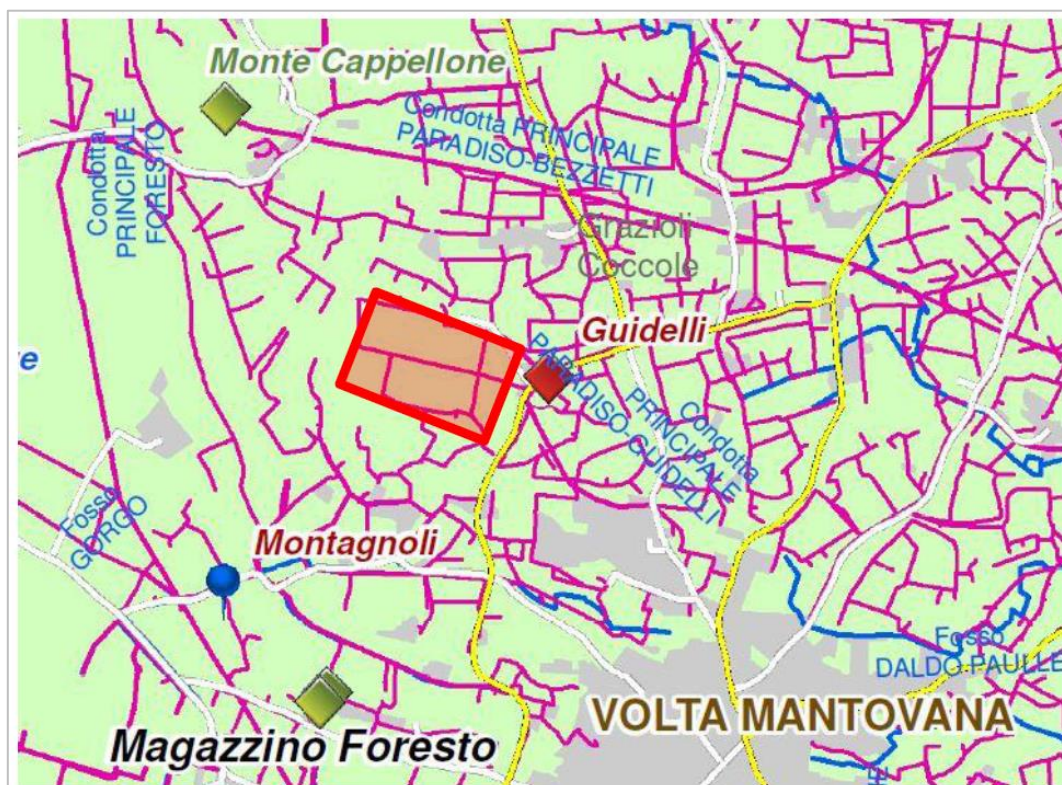 Monte Cappellone
Condotta PRINCIPALE
PARADISO-BEZZETTI
Condotta
PRINCIPALE
FORESTO
Grazioli
Coccole
Guidelli
e
Condotta
PRINCIPALE
PARADISO-GUIDELLI
Fosso
GORGO
Montagnoli
Fosso
DALDO PAULLE
VOLTA MANTOVANA
Magazzino Foresto